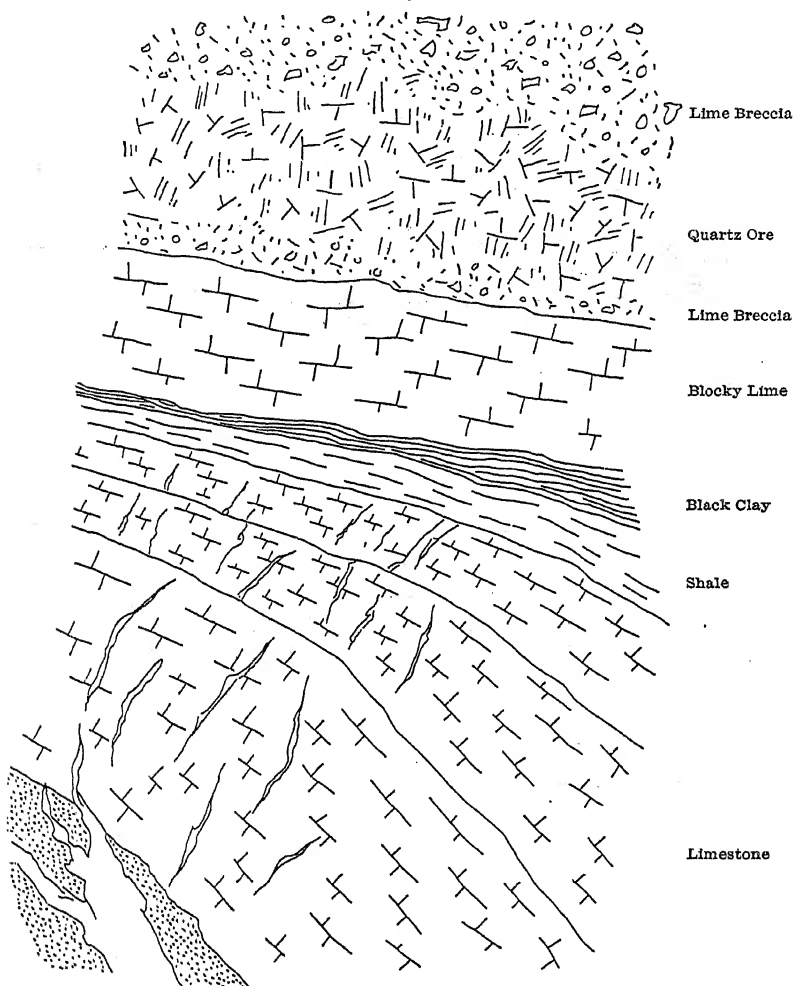 Lime Breccia
Quartz Ore
Lime Breccia
Blocky Lime
Black Clay
Shale
Limestone